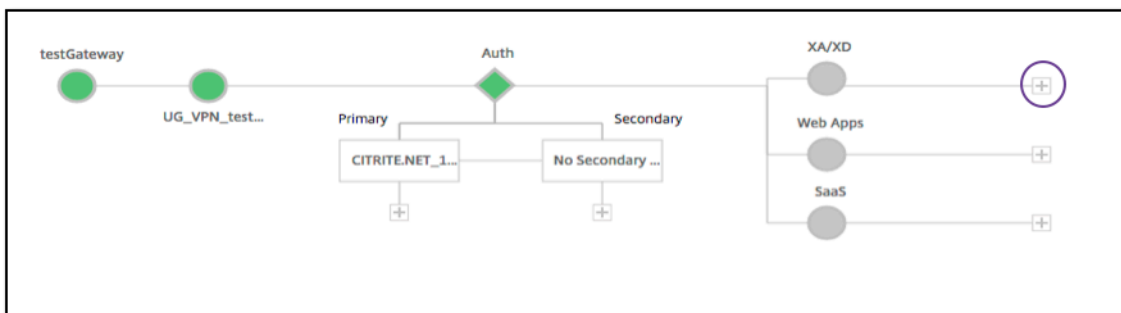 testGateway
UG_VPN_test...
Auth
Primary
Secondary
CITRITE.NET_1...
No Secondary ...
XA/XD
Web Apps
SaaS